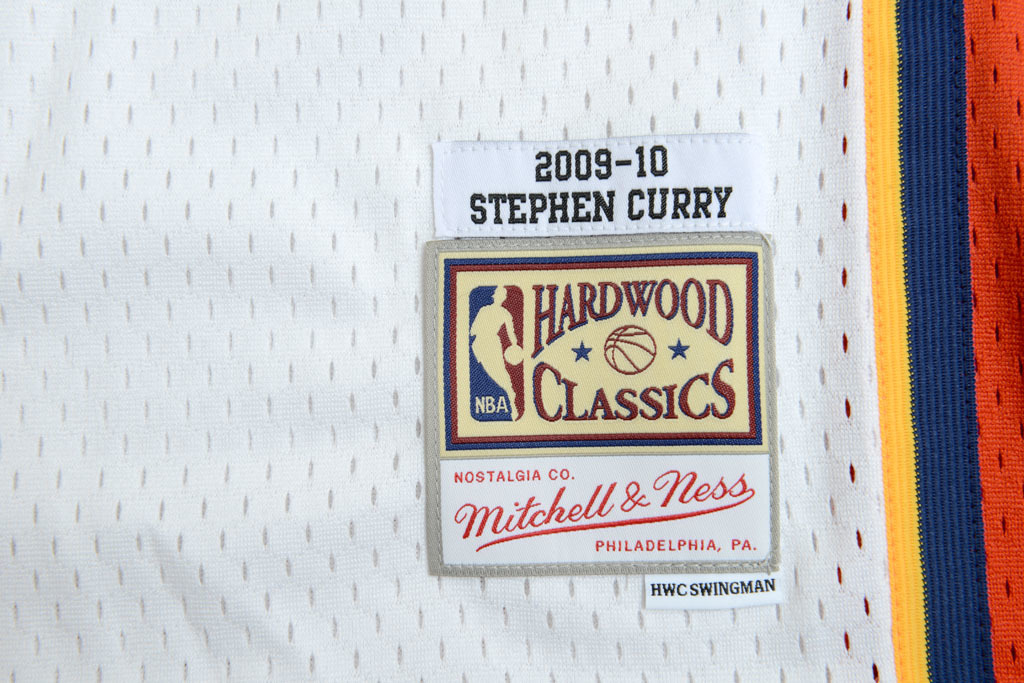 2009-10
STEPHEN CURRY
HARDWOOD
CLASSICS
NBA
NOSTALGIA CO.
Mitchell & Ness
PHILADELPHIA, PA.
HWC SWINGMAN